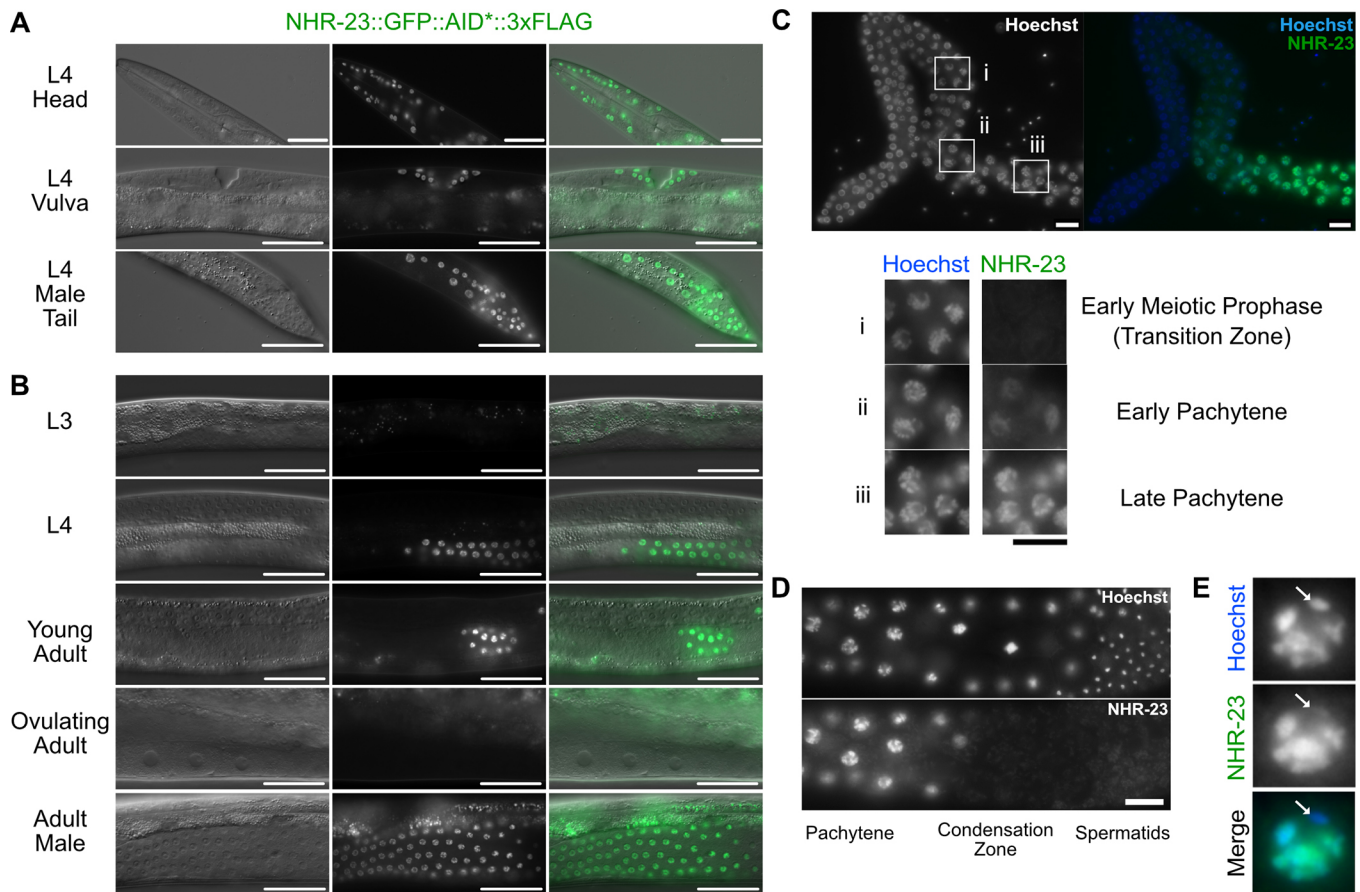 A
NHR-23::GFP::AID*::3xFLAG
L4
Head
L4
Vulva
L4
Male
Tail
B
L3
L4
Young
Adult
Ovulating
Adult
Adult
Male
C
Hoechst
Hoechst
NHR-23
i
ii
iii
Hoechst NHR-23
i
Early Meiotic Prophase
(Transition Zone)
ii
Early Pachytene
iii
Late Pachytene
D
Hoechst
NHR-23
Pachytene
Condensation
Zone
Spermatids
E
Hoechst
NHR-23
Merge